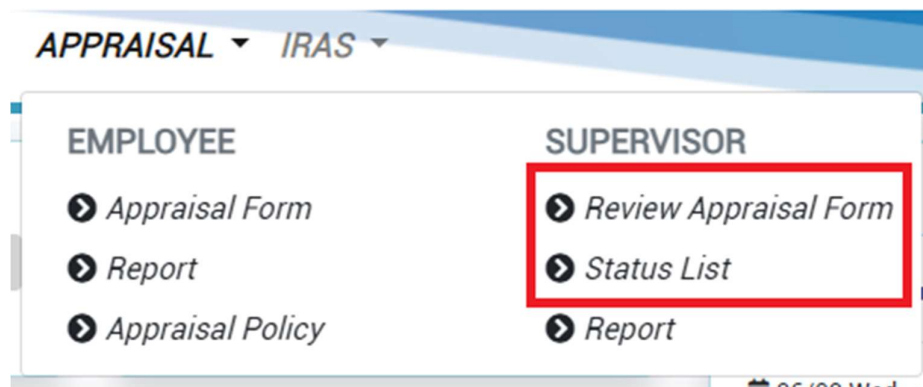 APPRAISAL IRAS
EMPLOYEE
Appraisal Form
Report
Appraisal Policy
SUPERVISOR
Review Appraisal Form
Status List
Report